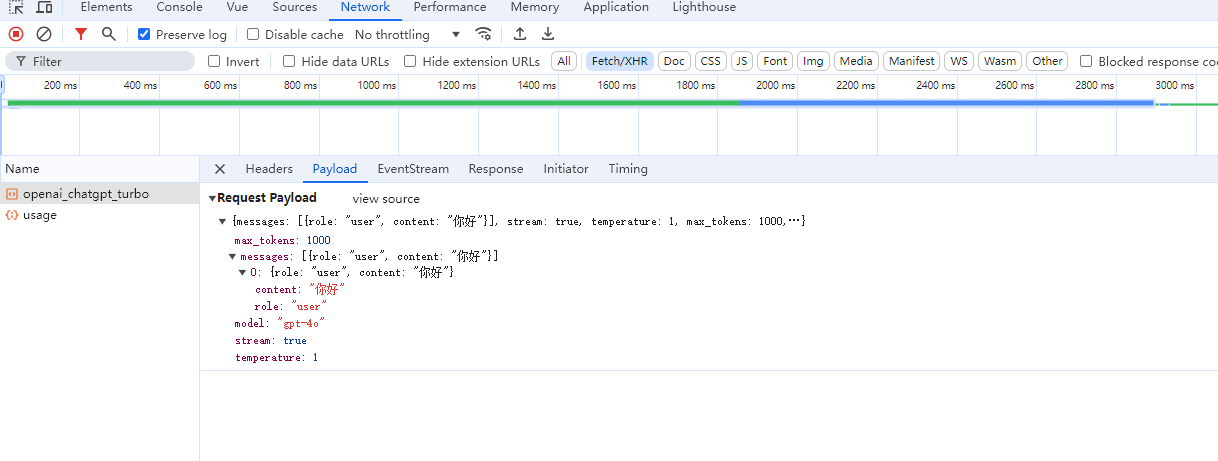 Elements Console Vue Sources Network Performance Memory Application Lighthouse
Preserve log Disable cache No throttling
Filter Invert Hide data URLs Hide extension URLs All Fetch/XHR Doc CSS JS Font Img Media Manifest WS Wasm Other Blocked response co
200 ms 400 ms 600 ms 800 ms 1000 ms 1200 ms 1400 ms 1600 ms 1800 ms 2000 ms 2200 ms 2400 ms 2600 ms 2800 ms 3000 ms
Name Headers Payload EventStream Response Initiator Timing
openai_chatgpt_turbo
usage
Request Payload view source
{messages: [{role: "user", content: "你好"}], stream: true, temperature: 1, max_tokens: 1000,…}
max_tokens: 1000
messages: [{role: "user", content: "你好"}]
0: {role: "user", content: "你好"}
content: "你好"
role: "user"
model: "gpt-4o"
stream: true
temperature: 1